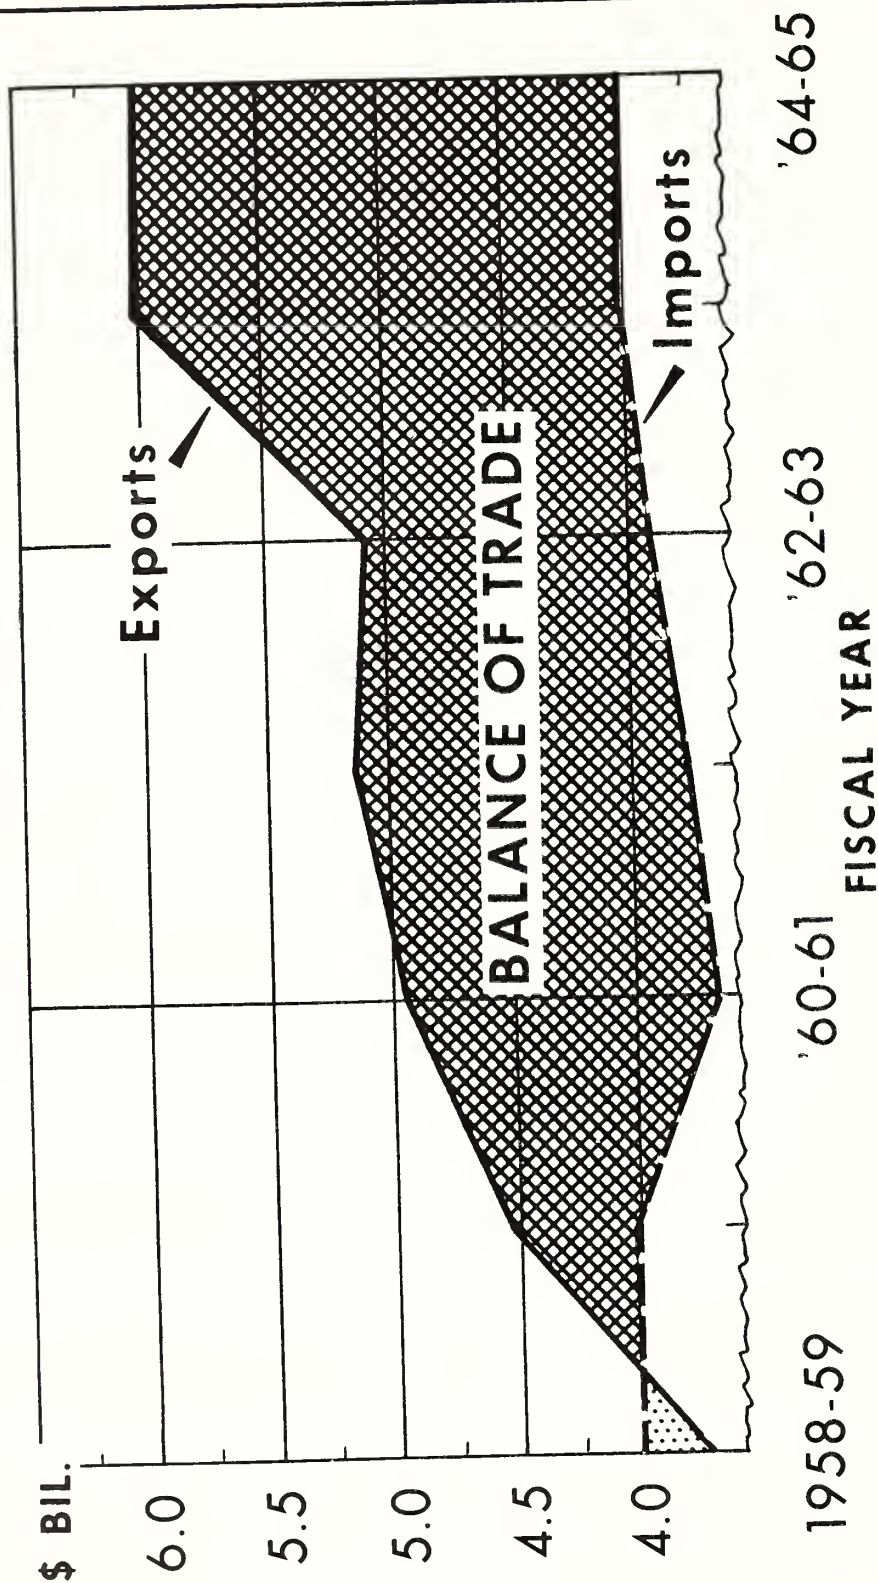 $ BIL.
6.0
5.5
5.0
4.5
4.0
Exports
BALANCE OF TRADE
Imports
1958-59
'60-61
'62-63
'64-65
FISCAL YEAR